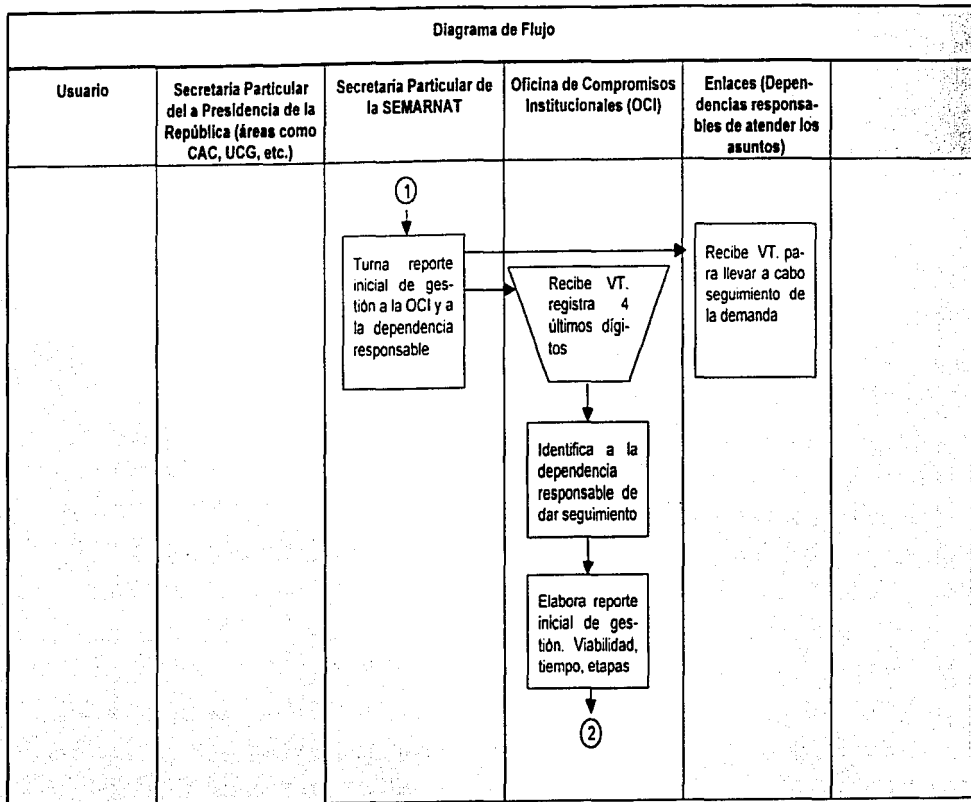 Diagrama de Flujo
Usuario
Secretaria Particular
del a Presidencia de la
República (áreas como
CAC, UCG, etc.)
Secretaría Particular de
la SEMARNAT
Oficina de Compromisos
Institucionales (OCI)
Enlaces (Depen-
dencias responsa-
bles de atender los
asuntos)
1
Turna reporte
inicial de ges-
tión a la OCI y a
la dependencia
responsable
Recibe VT.
registra 4
últimos dígi-
tos
Recibe VT. pa-
ra llevar a cabo
seguimiento de
la demanda
Identifica a la
dependencia
responsable de
dar seguimiento
Elabora reporte
inicial de ges-
tión. Viabilidad,
tiempo, etapas
2